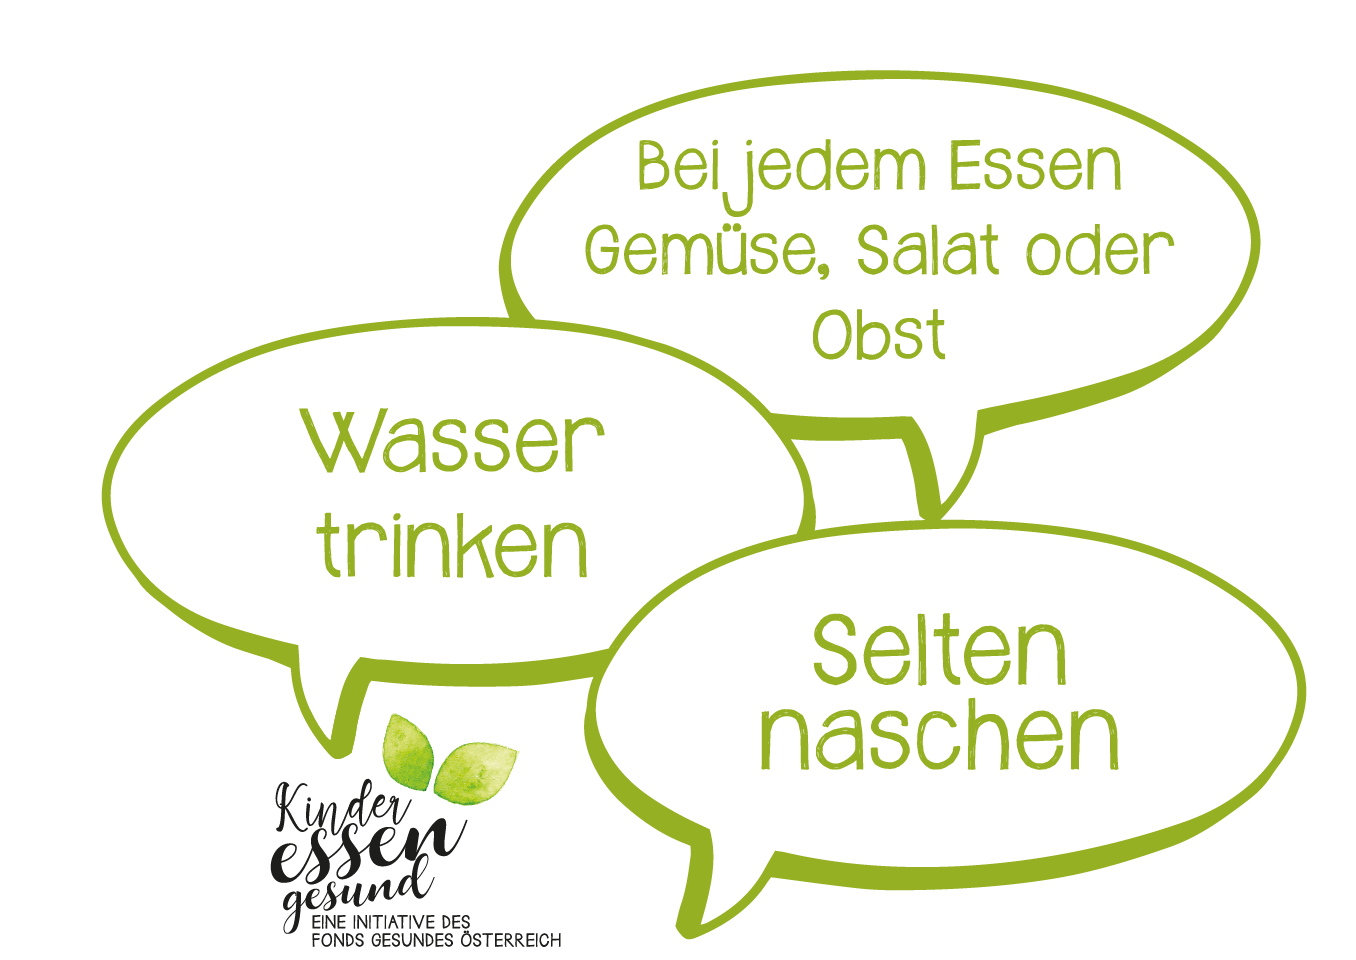 Bei jedem Essen
Gemüse, Salat oder
Obst
Wasser
trinken
Selten
naschen
Kinder
essen
gesund
EINE INITIATIVE DES
FONDS GESUNDES ÖSTERREICH